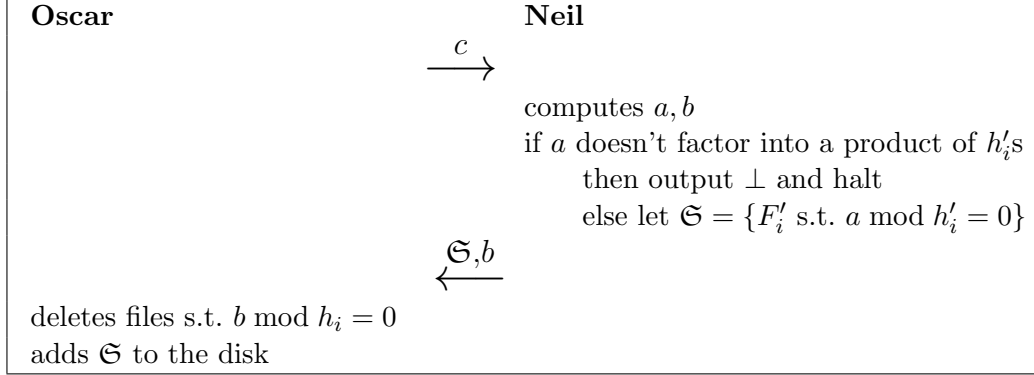 Oscar Neil
c
computes a, b
if a doesn't factor into a product of h′ᵢs
then output ⊥ and halt
else let 𝔖 = {F′ᵢ s.t. a mod h′ᵢ = 0}
𝔖,b
deletes files s.t. b mod hᵢ = 0
adds 𝔖 to the disk